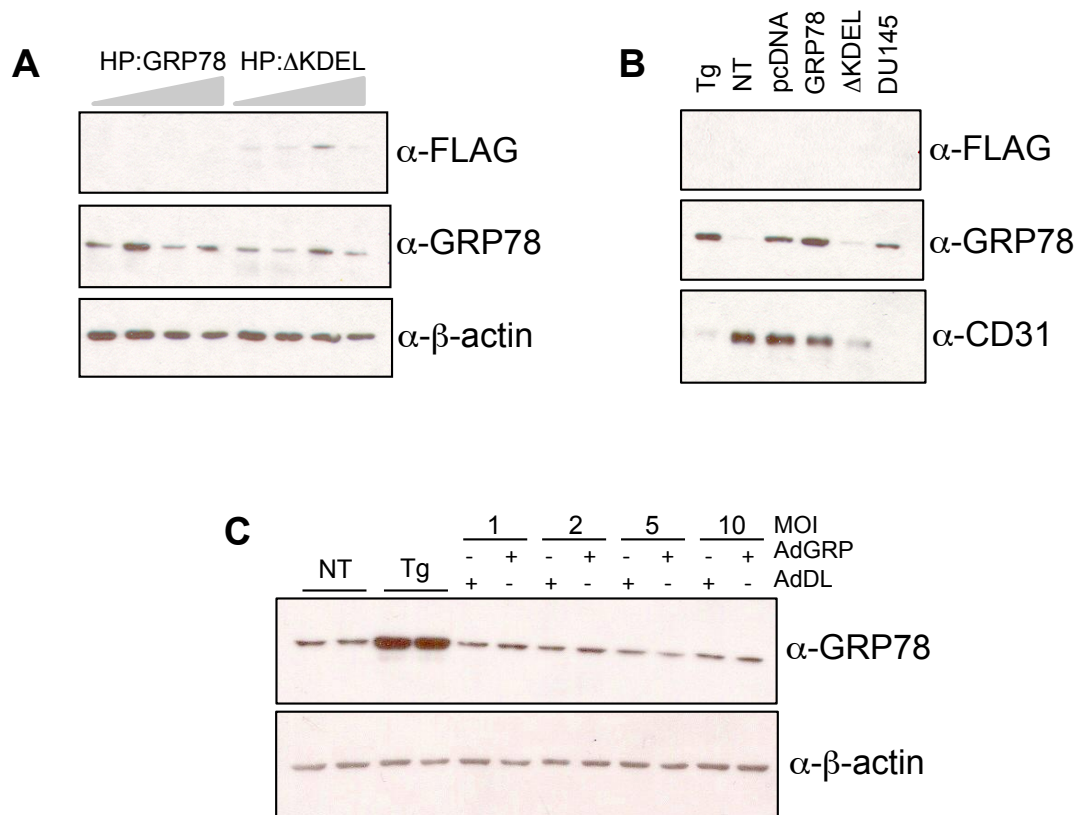 A
HP:GRP78 HP:ΔKDEL
α-FLAG
α-GRP78
α-β-actin
B
Tg NT pcDNA GRP78 ΔKDEL DU145
α-FLAG
α-GRP78
α-CD31
C
1 2 5 10 MOI
NT Tg - + - + - + - + AdGRP
+ - + - + - + - AdDL
α-GRP78
α-β-actin